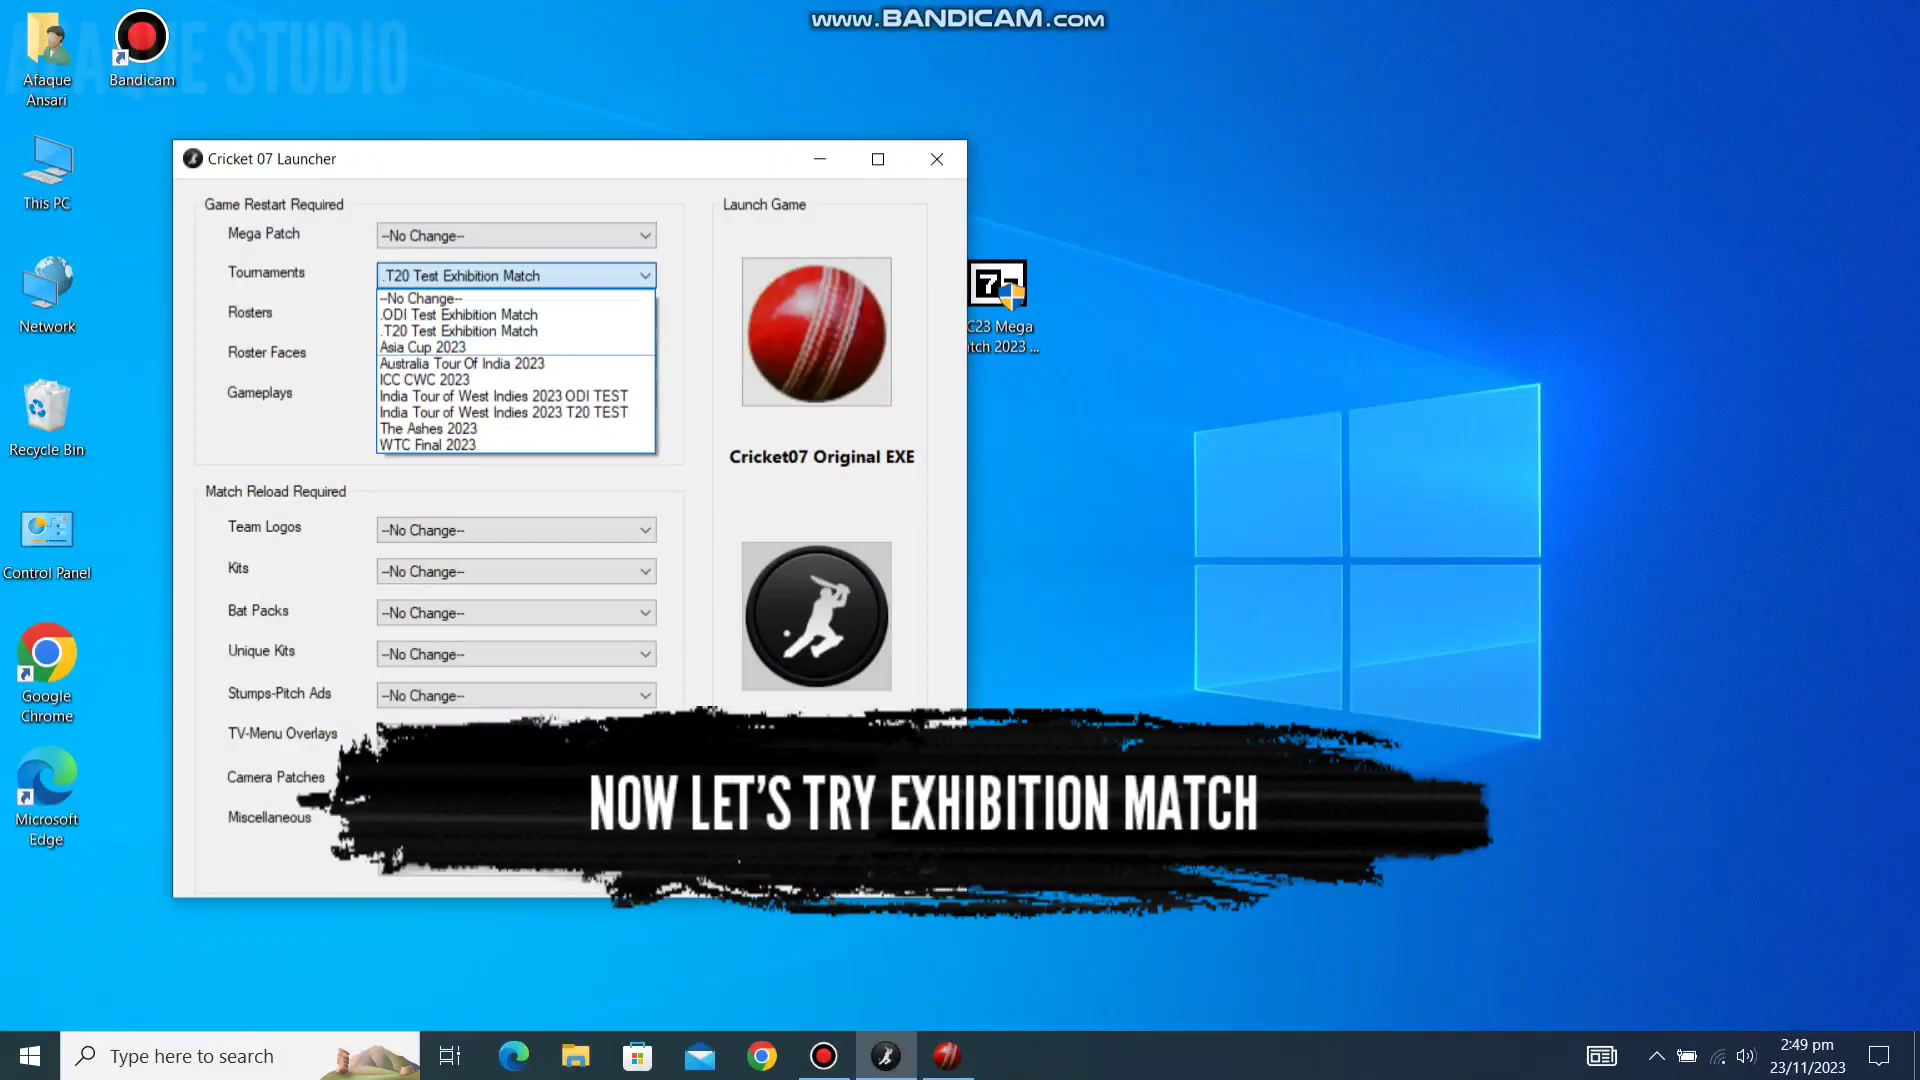 www.BANDICAM.com
AFAQUE STUDIO
Afaque
Ansari
Bandicam
This PC
Network
Recycle Bin
Control Panel
Google
Chrome
Microsoft
Edge
Cricket 07 Launcher
Game Restart Required
Mega Patch
--No Change--
Tournaments
.T20 Test Exhibition Match
--No Change--
.ODI Test Exhibition Match
.T20 Test Exhibition Match
Asia Cup 2023
Australia Tour Of India 2023
ICC CWC 2023
India Tour of West Indies 2023 ODI TEST
India Tour of West Indies 2023 T20 TEST
The Ashes 2023
WTC Final 2023
Rosters
Roster Faces
Gameplays
Match Reload Required
Team Logos
--No Change--
Kits
--No Change--
Bat Packs
--No Change--
Unique Kits
--No Change--
Stumps-Pitch Ads
--No Change--
TV-Menu Overlays
Camera Patches
Miscellaneous
Launch Game
Cricket07 Original EXE
C23 Mega
tch 2023 ...
NOW LET'S TRY EXHIBITION MATCH
Type here to search
2:49 pm
23/11/2023